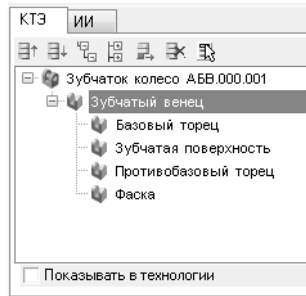 КТЭ ИИ
Зубчаток колесо АБВ.000.001
Зубчатый венец
Базовый торец
Зубчатая поверхность
Противобазовый торец
Фаска
Показывать в технологии